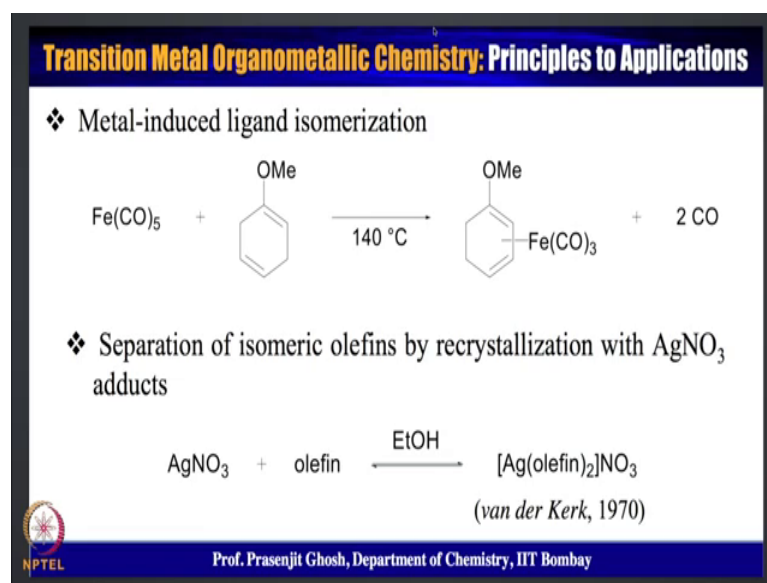 Transition Metal Organometallic Chemistry: Principles to Applications
❖ Metal-induced ligand isomerization
OMe OMe
Fe(CO)₅ + 140 °C Fe(CO)₃ + 2 CO
❖ Separation of isomeric olefins by recrystallization with AgNO₃
adducts
EtOH
AgNO₃ + olefin [Ag(olefin)₂]NO₃
(van der Kerk, 1970)
NPTEL
Prof. Prasenjit Ghosh, Department of Chemistry, IIT Bombay